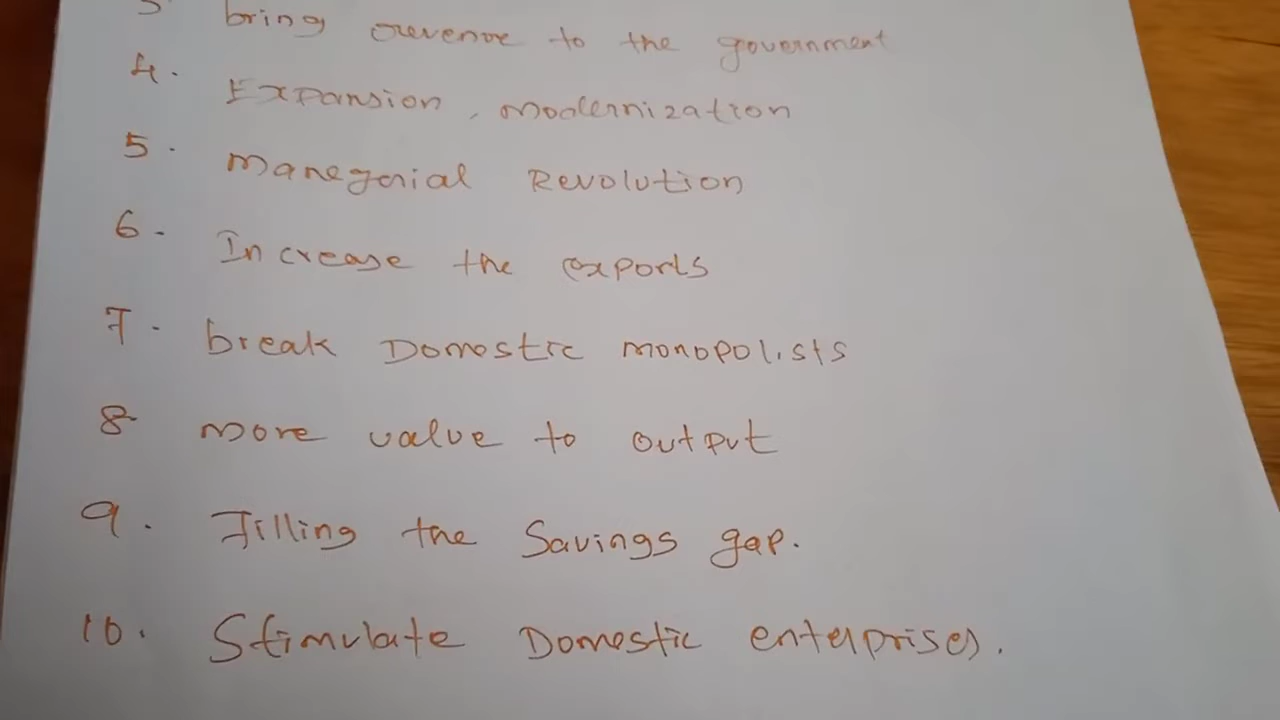 3. bring revenue to the government
4. Expansion, modernization
5. Manegerial Revolution
6. Increase the exports
7. break Domestic monopolists
8 more value to output
9. Filling the Savings gap.
10. Stimulate Domestic enterprises.